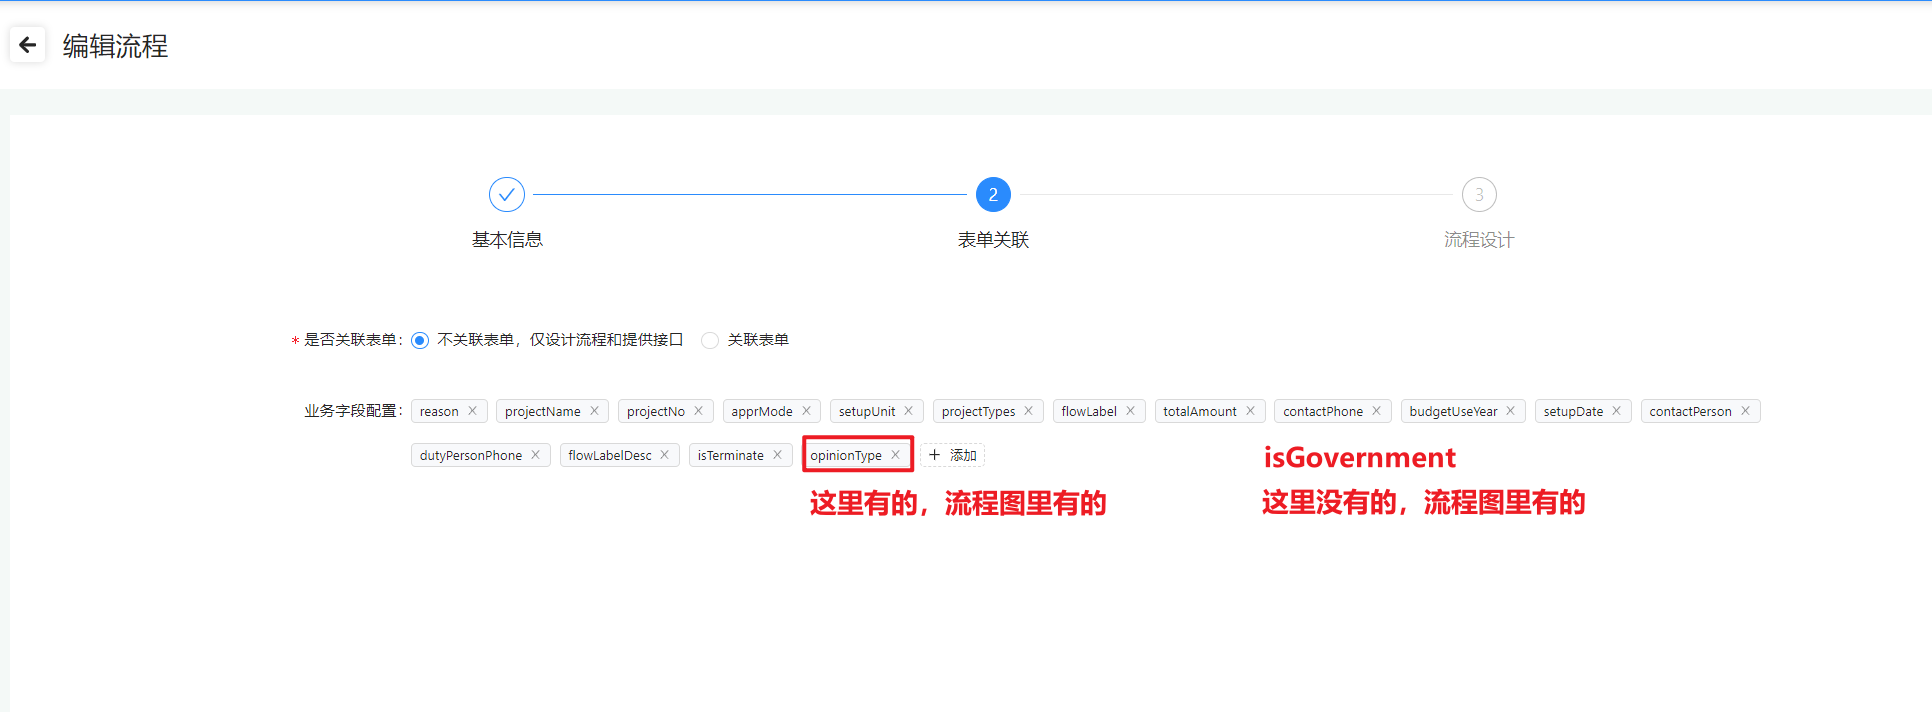 编辑流程
2
3
基本信息
表单关联
流程设计
* 是否关联表单: 不关联表单，仅设计流程和提供接口 关联表单
业务字段配置: reason × projectName × projectNo × apprMode × setupUnit × projectTypes × flowLabel × totalAmount × contactPhone × budgetUseYear × setupDate × contactPerson ×
dutyPersonPhone × flowLabelDesc × isTerminate × opinionType × + 添加
isGovernment
这里有的，流程图里有的
这里没有的，流程图里有的